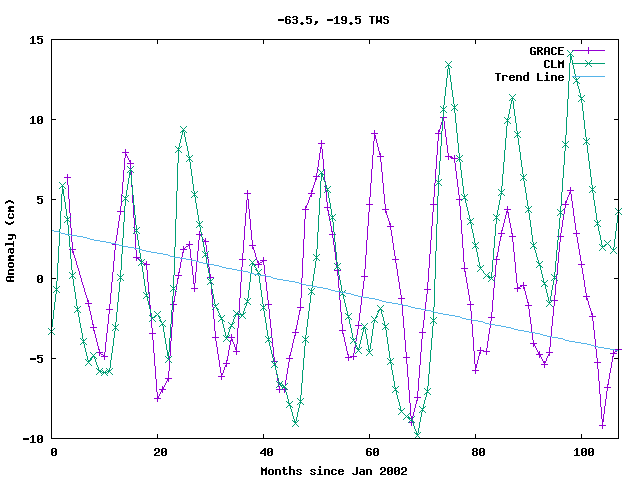 -63.5, -19.5 TWS
GRACE
CLM
Trend Line
15
10
5
0
-5
-10
Anomaly (cm)
0 20 40 60 80 100
Months since Jan 2002